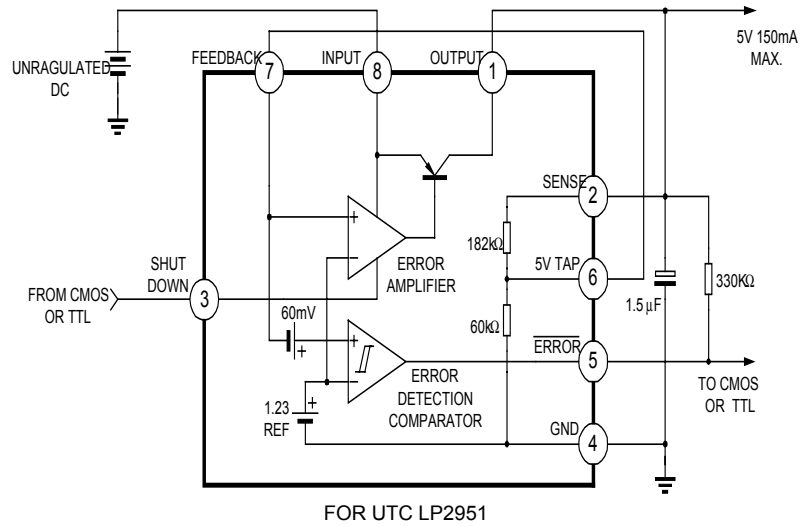 5V 150mA
MAX.
UNRAGULATED
DC
FEEDBACK
7
INPUT
8
OUTPUT
1
SENSE
2
182kΩ
5V TAP
6
330KΩ
1.5 µF
SHUT
DOWN
3
FROM CMOS
OR TTL
ERROR
AMPLIFIER
60mV
60kΩ
ERROR
5
TO CMOS
OR TTL
ERROR
DETECTION
COMPARATOR
1.23
REF
GND
4
+
−
+
+
−
+
FOR UTC LP2951